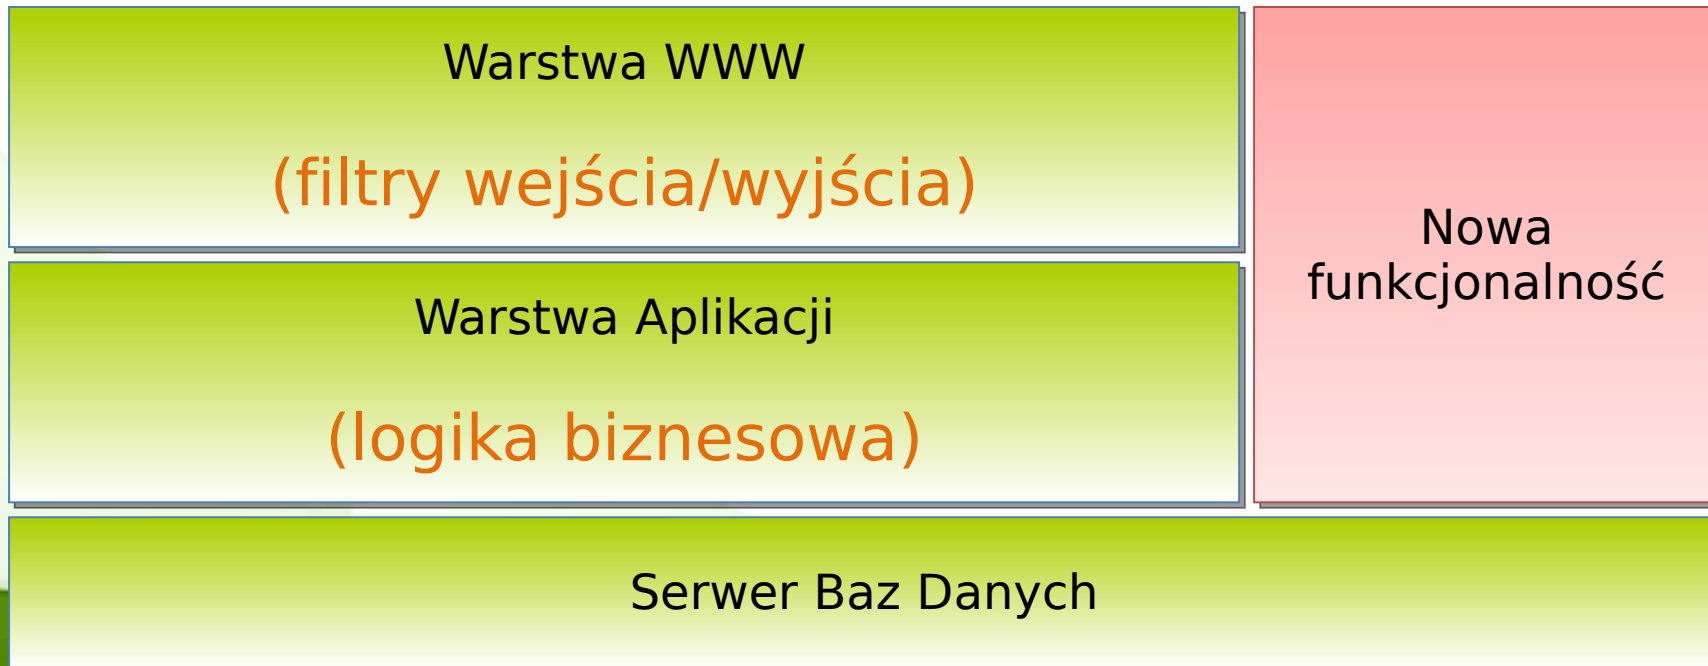 Warstwa WWW
(filtry wejścia/wyjścia)
Warstwa Aplikacji
(logika biznesowa)
Nowa
funkcjonalność
Serwer Baz Danych